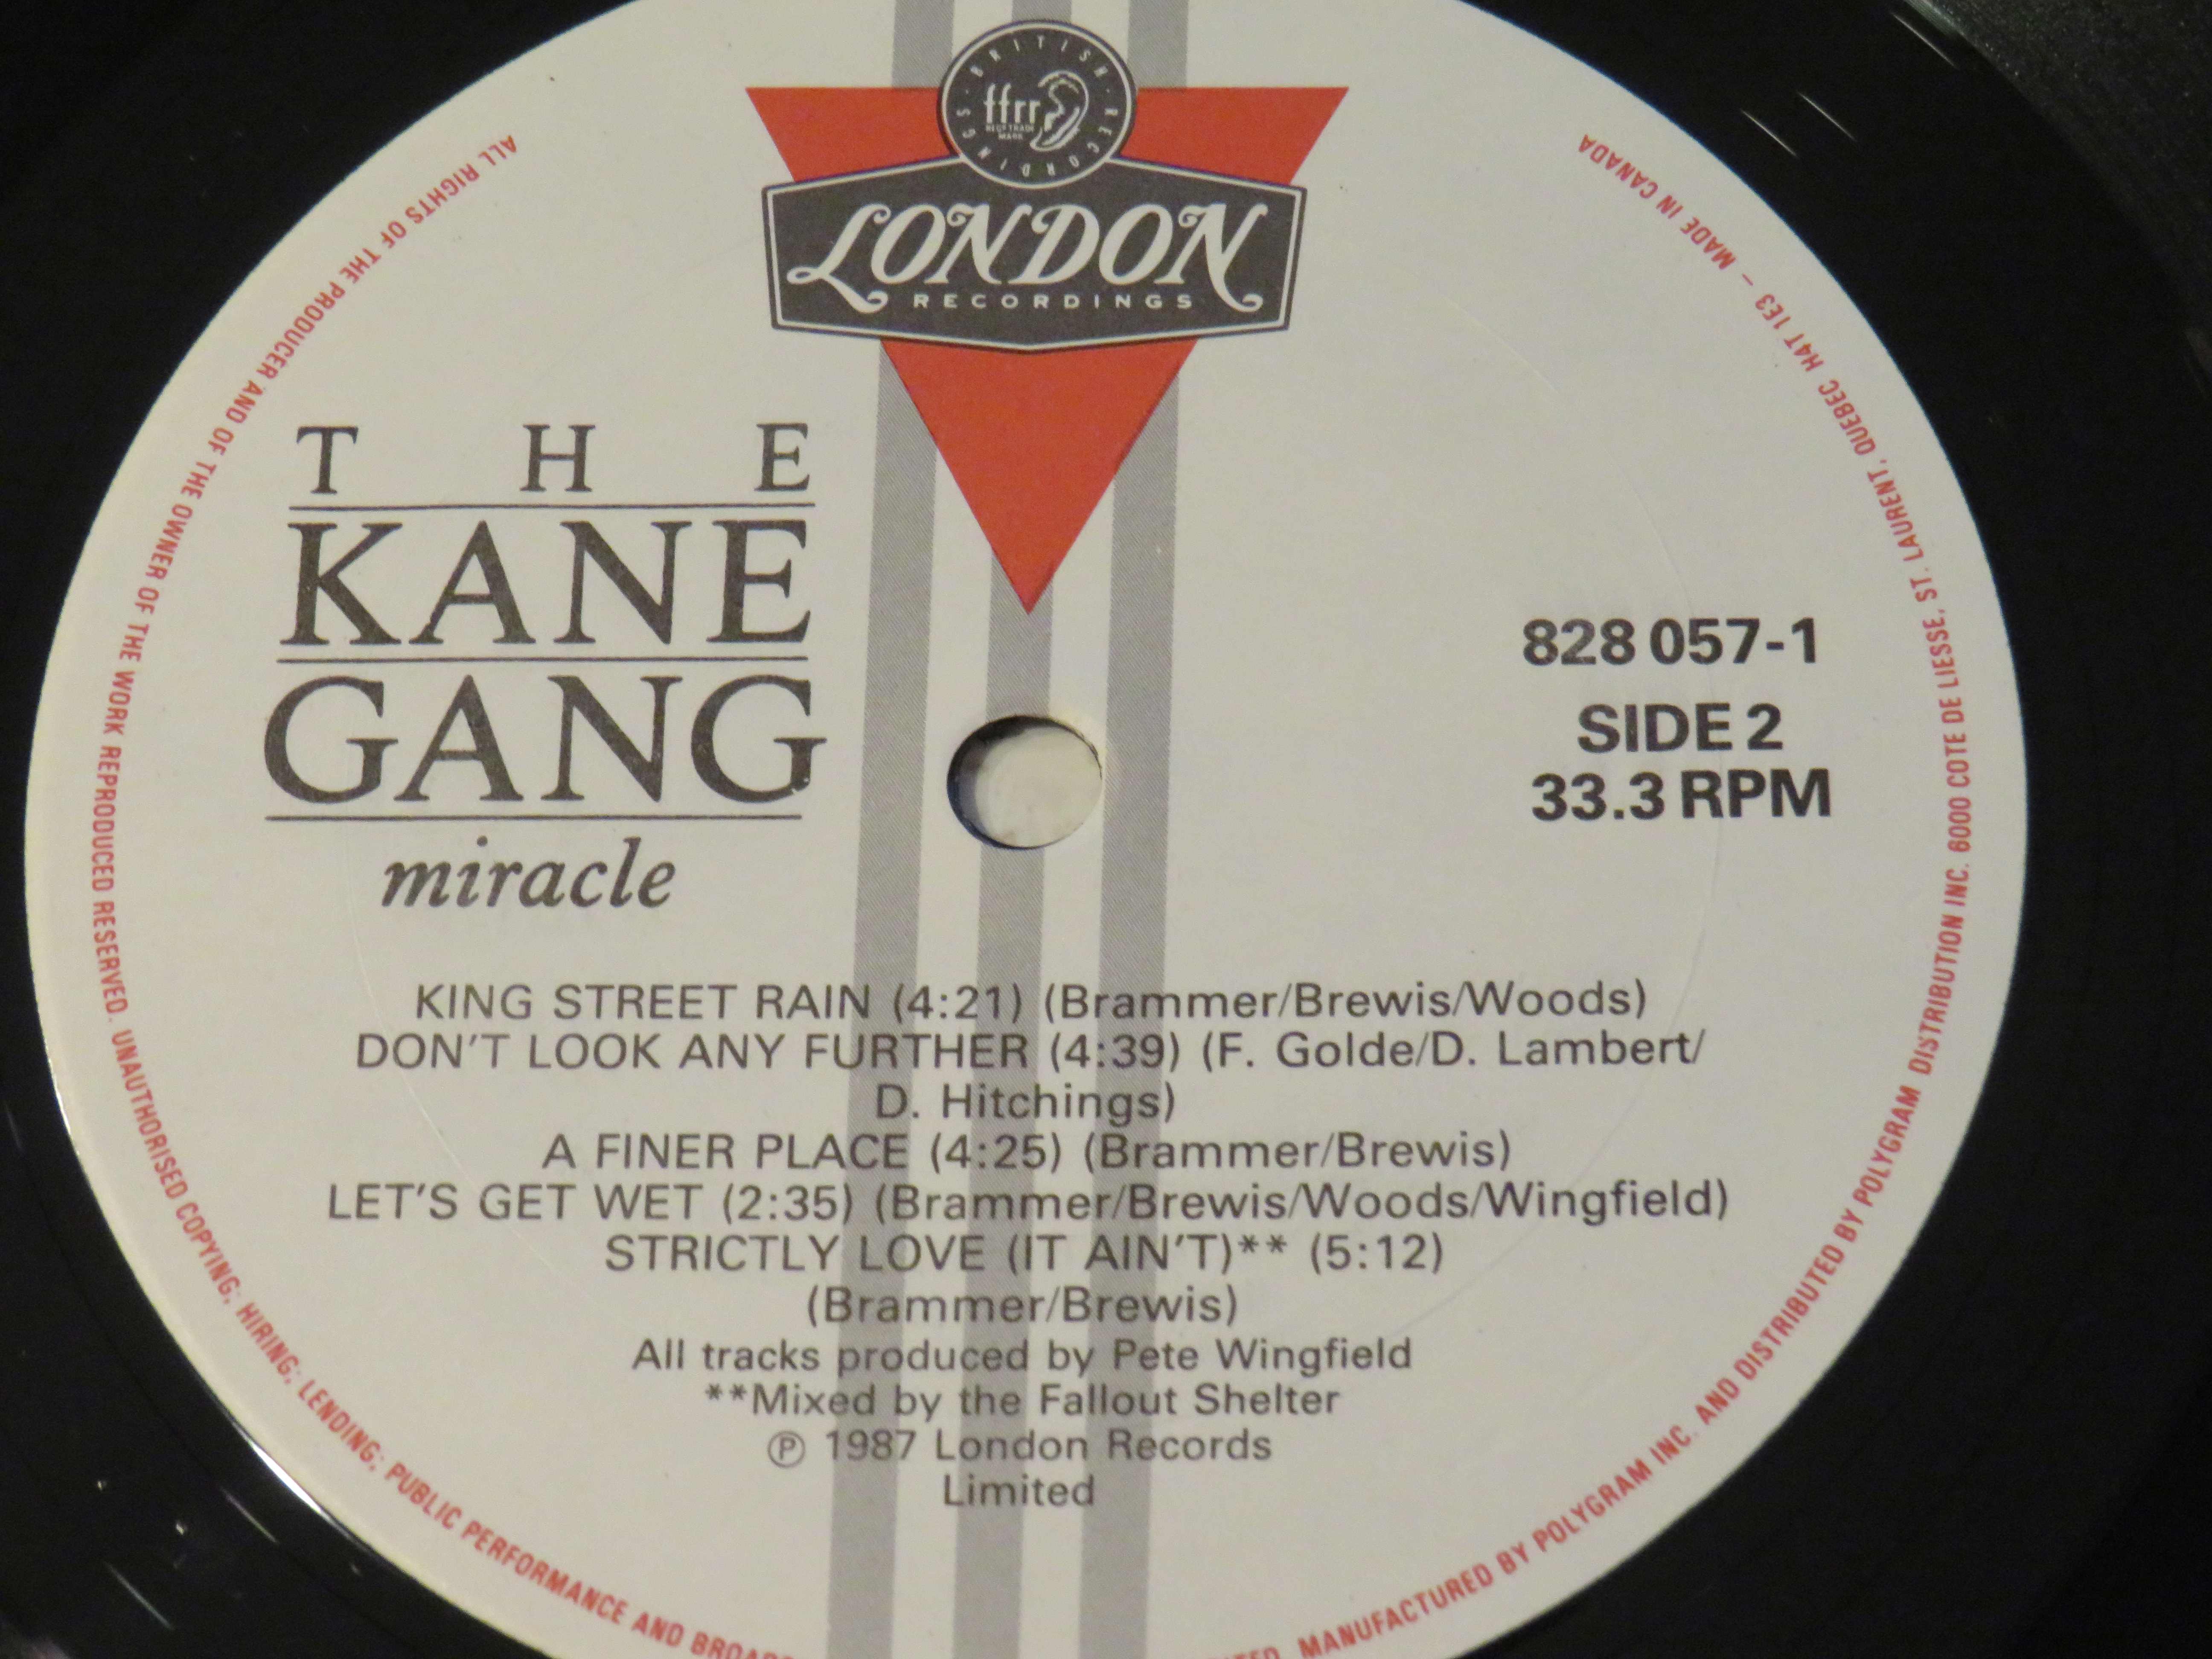 BRITISH · RECORDINGS ·
ffrr
REGD TRADE
MARK
LONDON
RECORDINGS
THE
KANE
GANG
miracle
828 057-1
SIDE 2
33.3 RPM
KING STREET RAIN (4:21) (Brammer/Brewis/Woods)
DON'T LOOK ANY FURTHER (4:39) (F. Golde/D. Lambert/
D. Hitchings)
A FINER PLACE (4:25) (Brammer/Brewis)
LET'S GET WET (2:35) (Brammer/Brewis/Woods/Wingfield)
STRICTLY LOVE (IT AIN'T)** (5:12)
(Brammer/Brewis)
All tracks produced by Pete Wingfield
**Mixed by the Fallout Shelter
℗ 1987 London Records
Limited
ALL RIGHTS OF THE PRODUCER AND OF THE OWNER OF THE WORK REPRODUCED RESERVED. UNAUTHORISED COPYING; HIRING; LENDING; PUBLIC PERFORMANCE AND
MANUFACTURED BY POLYGRAM INC. AND DISTRIBUTED BY POLYGRAM DISTRIBUTION INC. 6000 COTE DE LIESSE, ST. LAURENT, QUEBEC H4T 1E3 – MADE IN CANADA